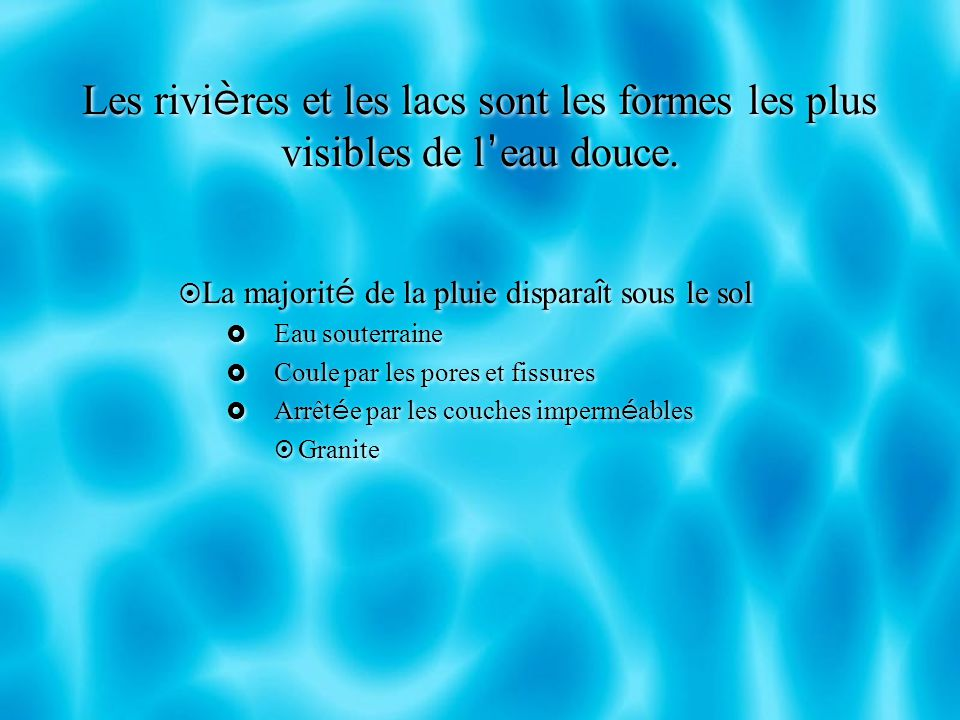 Les rivières et les lacs sont les formes les plus
visibles de l’eau douce.
La majorité de la pluie disparaît sous le sol
Eau souterraine
Coule par les pores et fissures
Arrêtée par les couches imperméables
Granite